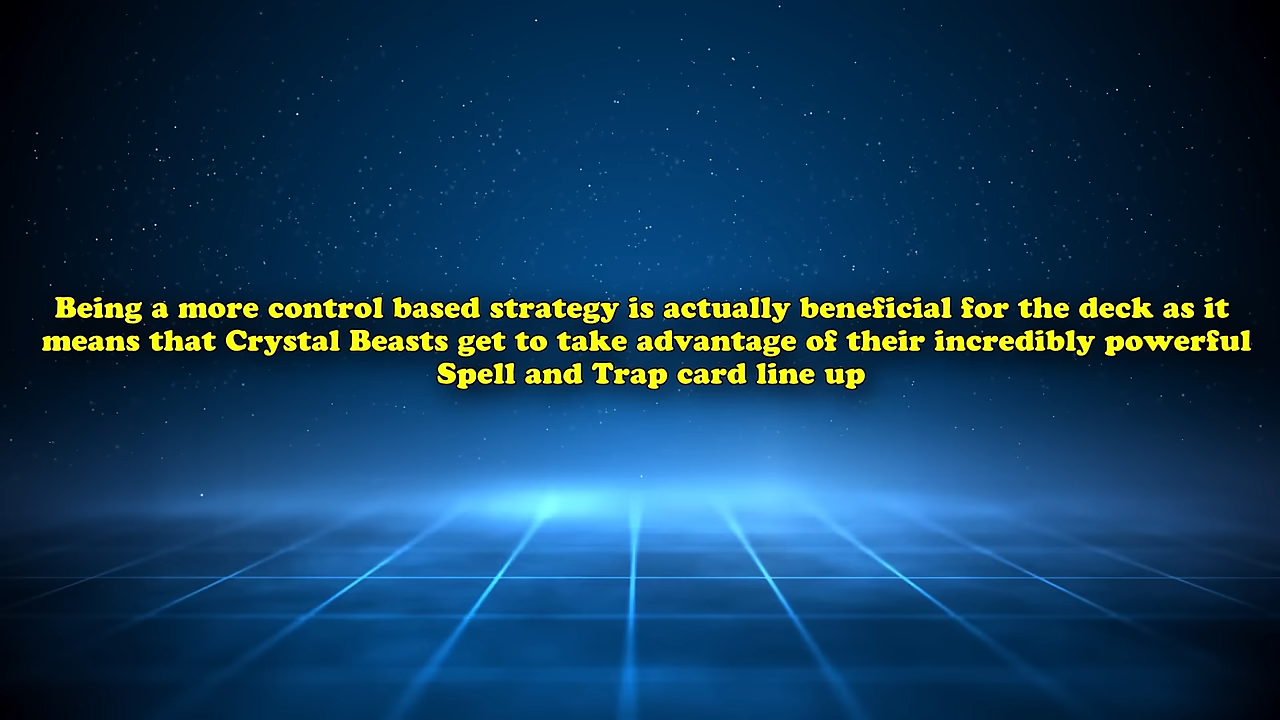 Being a more control based strategy is actually beneficial for the deck as it
means that Crystal Beasts get to take advantage of their incredibly powerful
Spell and Trap card line up